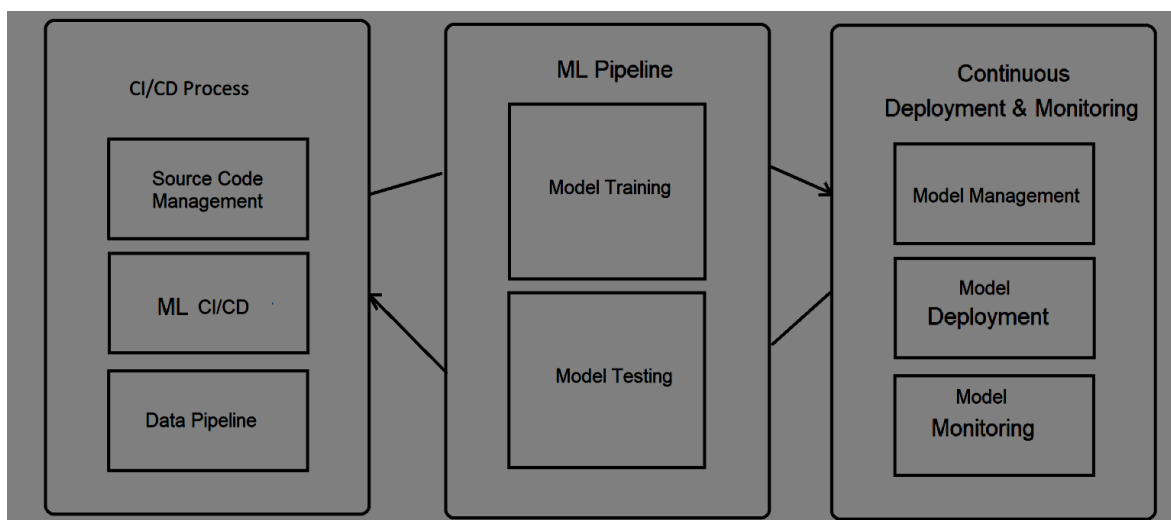 CI/CD Process
Source Code
Management
ML CI/CD
Data Pipeline
ML Pipeline
Model Training
Model Testing
Continuous
Deployment & Monitoring
Model Management
Model
Deployment
Model
Monitoring